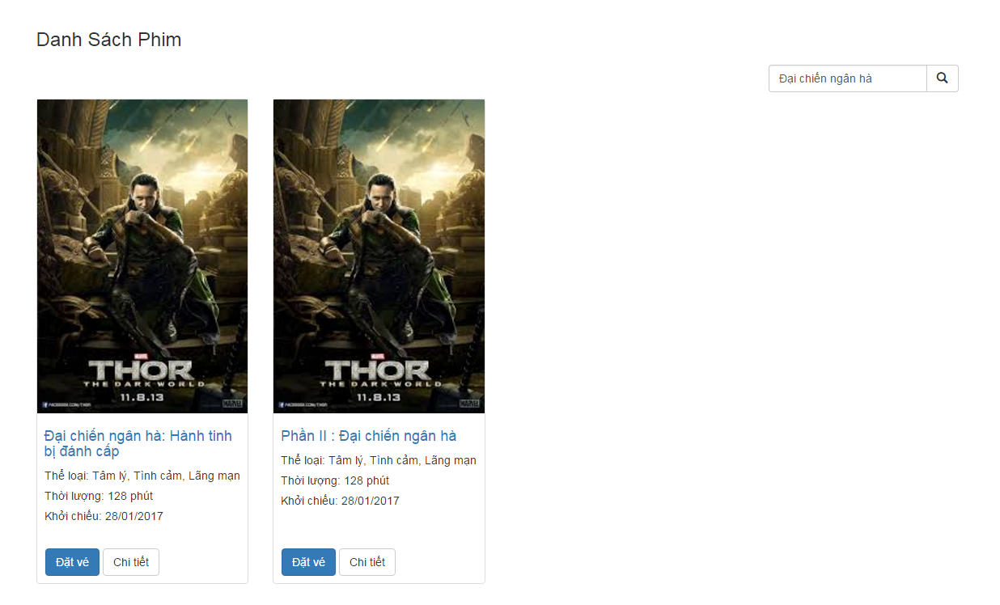 Danh Sách Phim
Đại chiến ngân hà
MARVEL
THOR
THE DARK WORLD
11.8.13
FACEBOOK.COM/THOR
MARVEL
Đại chiến ngân hà: Hành tinh
bị đánh cấp
Thể loại: Tâm lý, Tình cảm, Lãng mạn
Thời lượng: 128 phút
Khởi chiếu: 28/01/2017
Đặt vé
Chi tiết
MARVEL
THOR
THE DARK WORLD
11.8.13
FACEBOOK.COM/THOR
MARVEL
Phần II : Đại chiến ngân hà
Thể loại: Tâm lý, Tình cảm, Lãng mạn
Thời lượng: 128 phút
Khởi chiếu: 28/01/2017
Đặt vé
Chi tiết